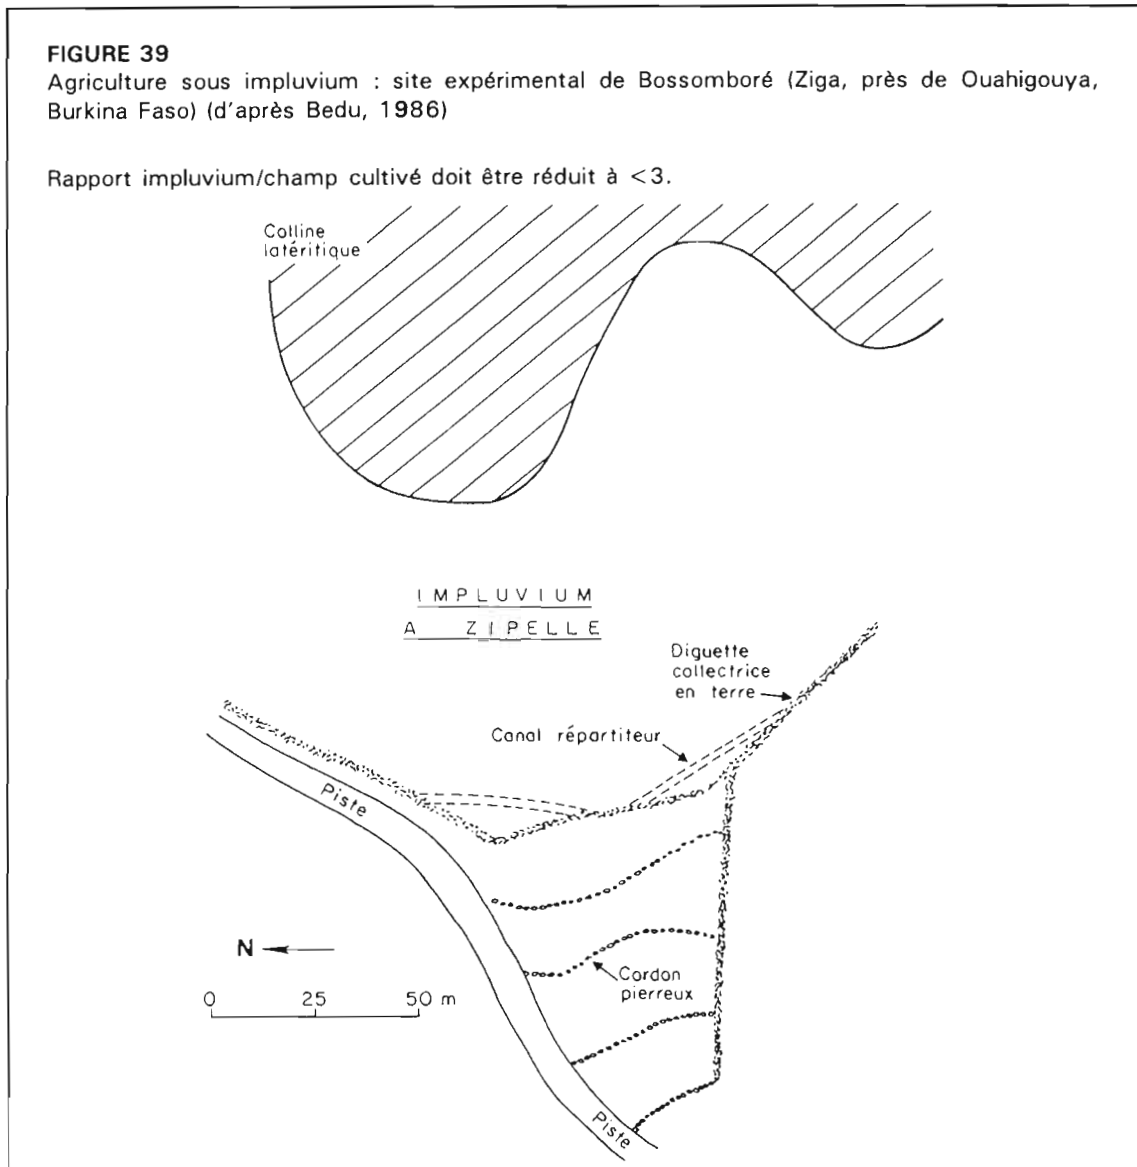 FIGURE 39
Agriculture sous impluvium : site expérimental de Bossomboré (Ziga, près de Ouahigouya,
Burkina Faso) (d'après Bedu, 1986)
Rapport impluvium/champ cultivé doit être réduit à <3.
Colline
latéritique
IMPLUVIUM
A ZIPELLE
Diguette
collectrice
en terre
Canal répartiteur
Piste
N
Cordon
pierreux
0 25 50 m
Piste